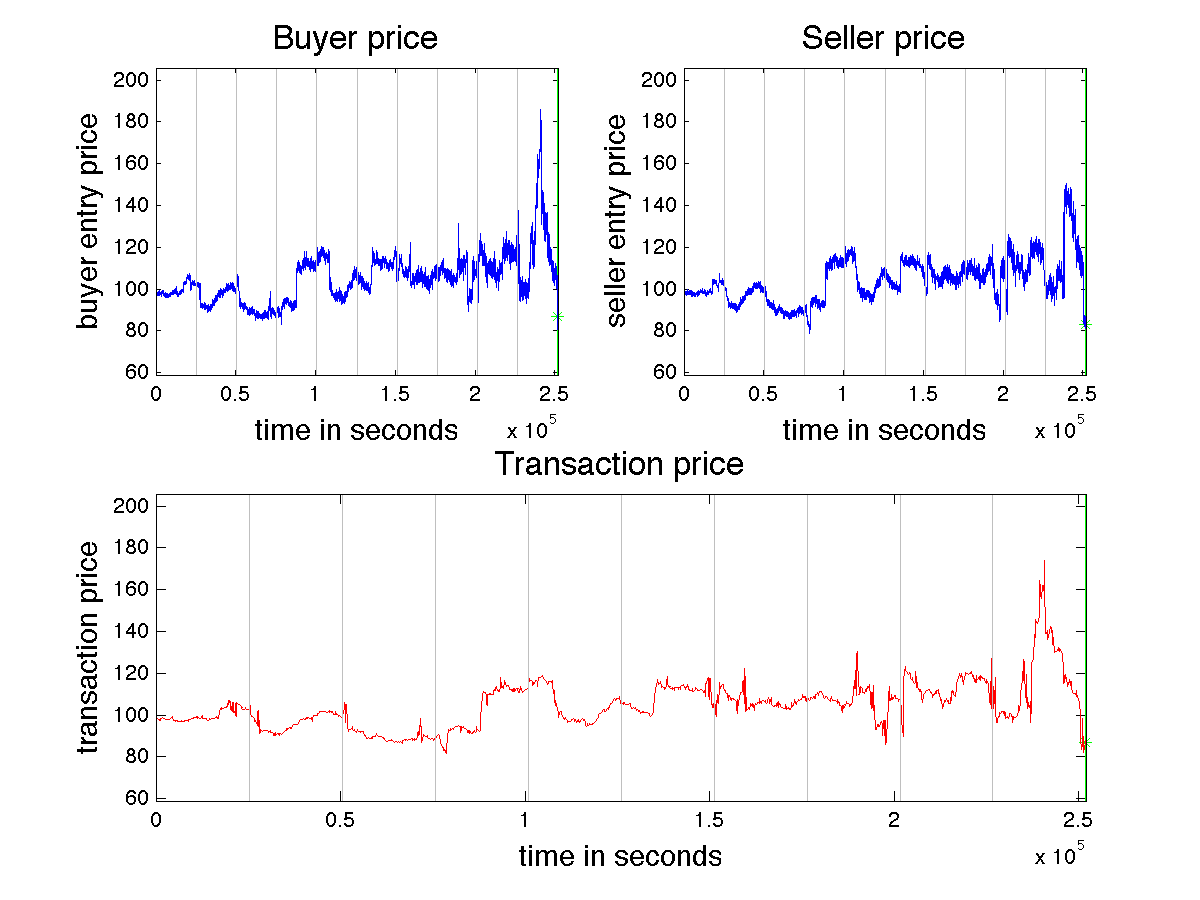 Buyer price
200
180
160
140
120
100
80
60
buyer entry price
0 0.5 1 1.5 2 2.5
time in seconds
x 10^5
Seller price
200
180
160
140
120
100
80
60
seller entry price
0 0.5 1 1.5 2 2.5
time in seconds
x 10^5
Transaction price
200
180
160
140
120
100
80
60
transaction price
0 0.5 1 1.5 2 2.5
time in seconds
x 10^5